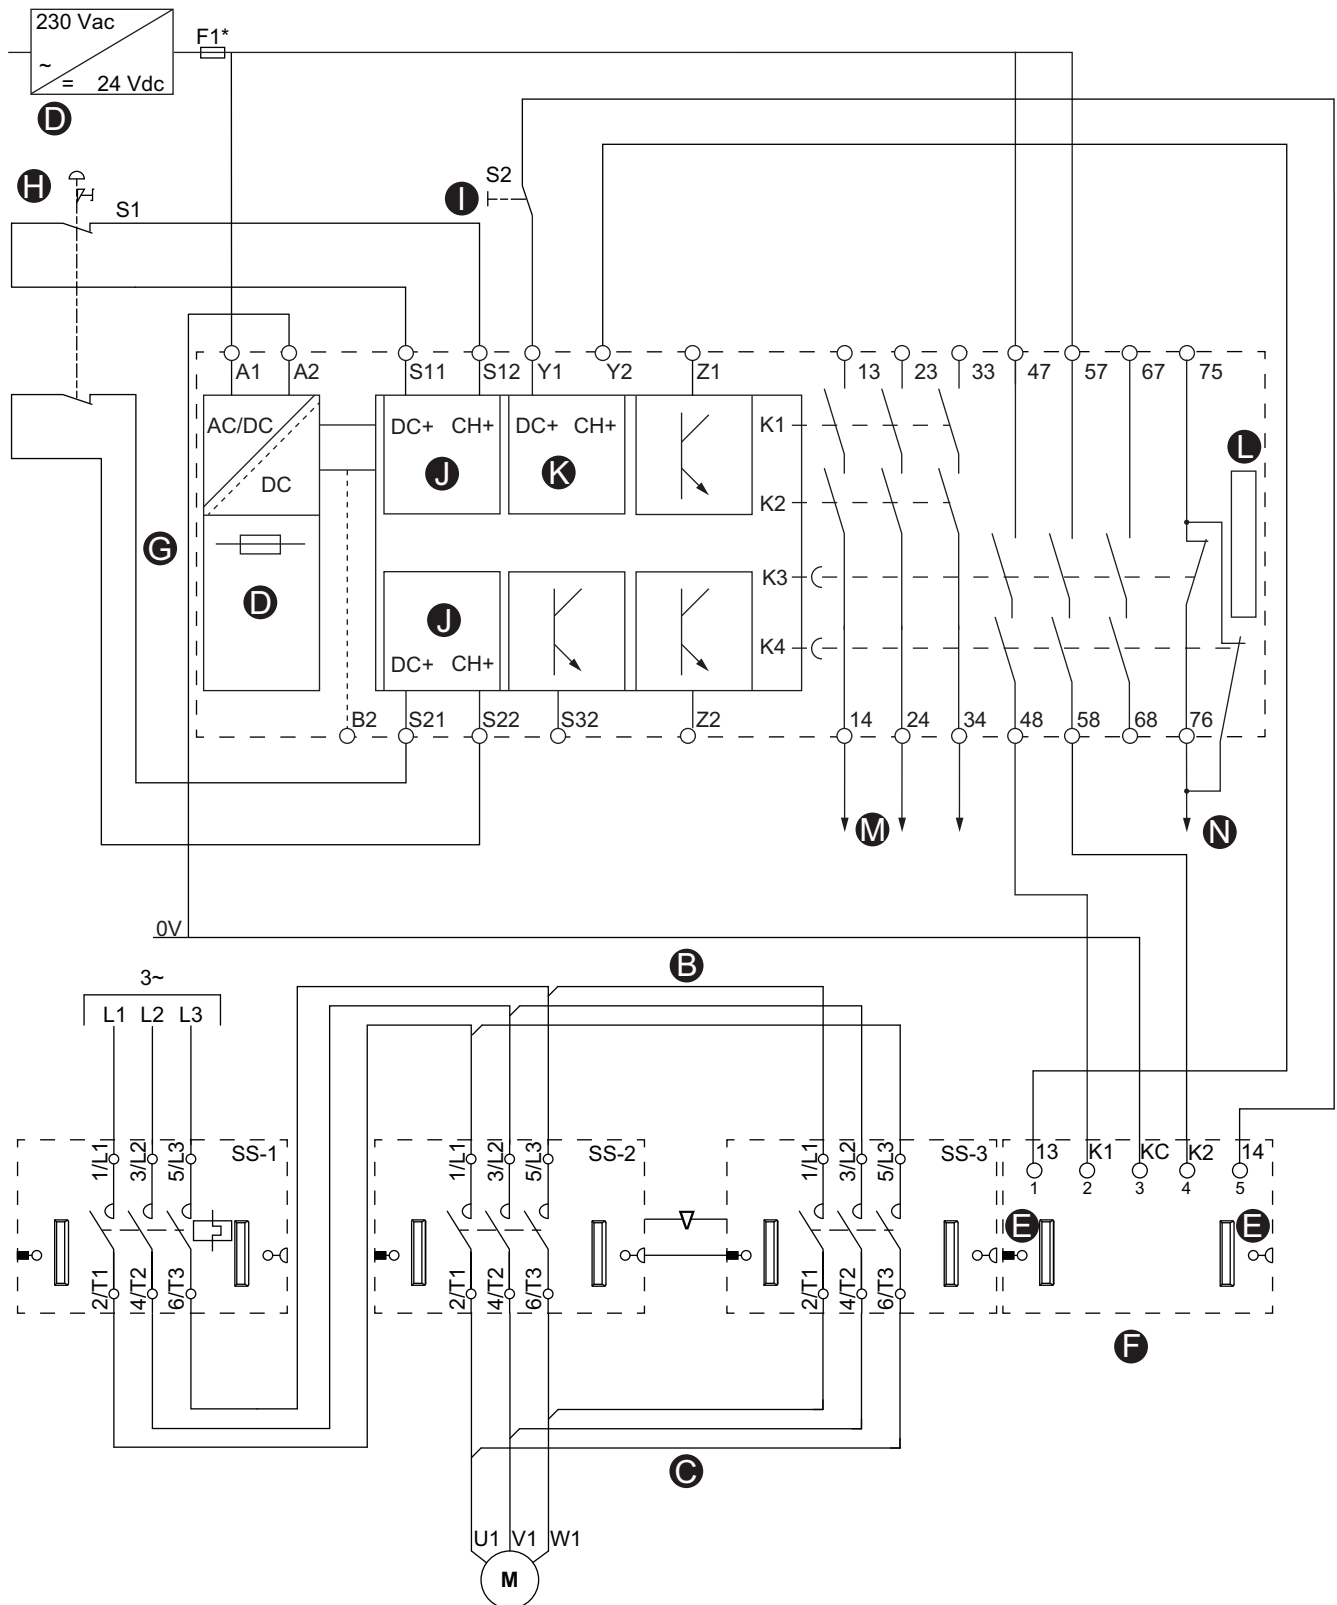 230 Vac
~
= 24 Vdc
F1*
D
H
S1
S2
I
A1 A2 S11 S12 Y1 Y2 Z1 13 23 33 47 57 67 75
AC/DC
DC
DC+ CH+
J
DC+ CH+
K
K1
K2
K3
K4
L
G
D
J
DC+ CH+
B2 S21 S22 S32 Z2 14 24 34 48 58 68 76
M
N
0V
B
3~
L1 L2 L3
1/L1 3/L2 5/L3 SS-1
1/L1 3/L2 5/L3 SS-2
1/L1 3/L2 5/L3 SS-3
13 K1 KC K2 14
1 2 3 4 5
E E
2/T1 4/T2 6/T3
2/T1 4/T2 6/T3
2/T1 4/T2 6/T3
F
C
U1 V1 W1
M